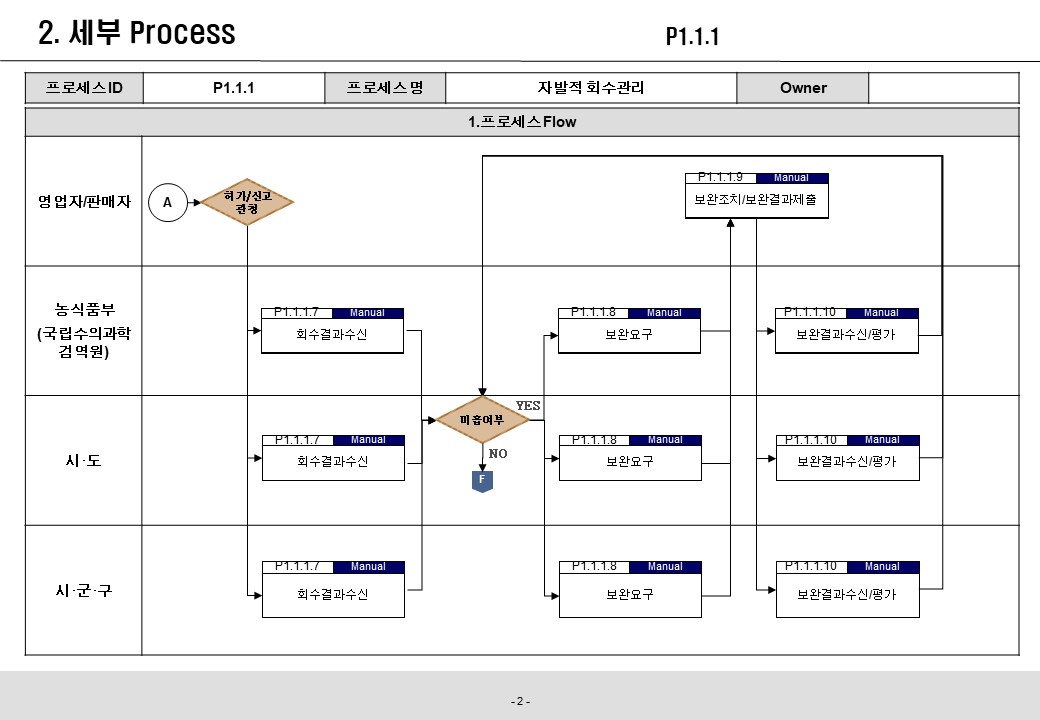 2. 세부 Process
P1.1.1
프로세스ID P1.1.1 프로세스 명 자발적 회수관리 Owner
1.프로세스Flow
영업자/판매자
A
허가/신고
관청
P1.1.1.9 Manual
보완조치/보완결과제출
농식품부
(국립수의과학
검역원)
P1.1.1.7 Manual
회수결과수신
P1.1.1.8 Manual
보완요구
P1.1.1.10 Manual
보완결과수신/평가
미흡여부
YES
NO
F
시·도
P1.1.1.7 Manual
회수결과수신
P1.1.1.8 Manual
보완요구
P1.1.1.10 Manual
보완결과수신/평가
시·군·구
P1.1.1.7 Manual
회수결과수신
P1.1.1.8 Manual
보완요구
P1.1.1.10 Manual
보완결과수신/평가
- 2 -